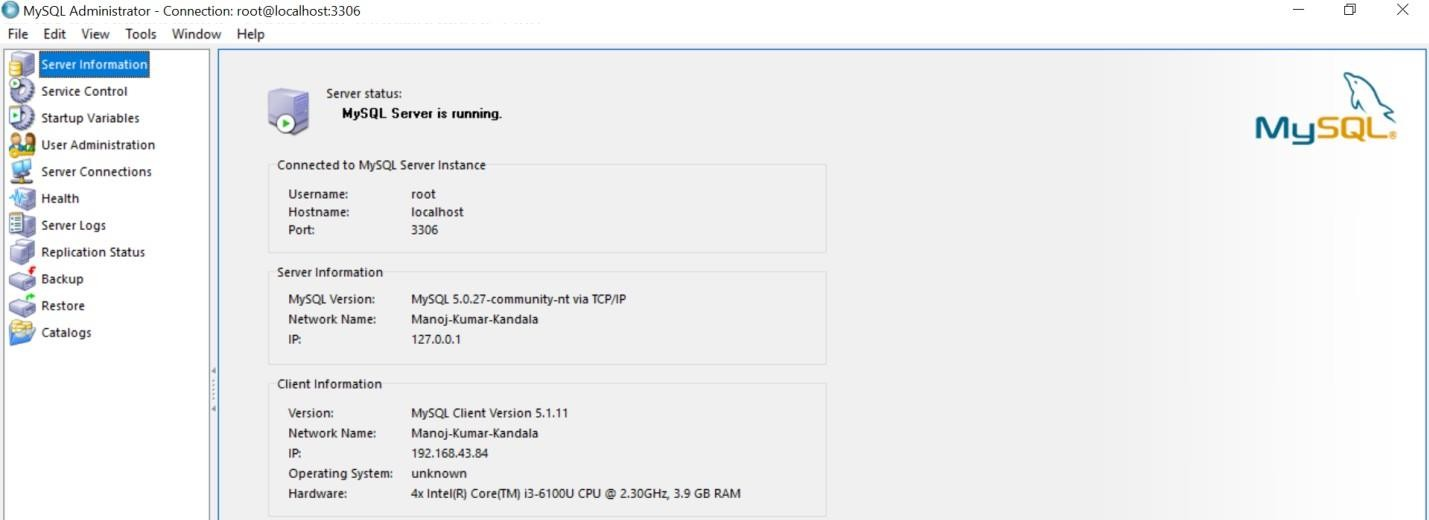 MySQL Administrator - Connection: root@localhost:3306
File Edit View Tools Window Help
Server Information
Service Control
Startup Variables
User Administration
Server Connections
Health
Server Logs
Replication Status
Backup
Restore
Catalogs
Server status:
MySQL Server is running.
MySQL®
Connected to MySQL Server Instance
Username: root
Hostname: localhost
Port: 3306
Server Information
MySQL Version: MySQL 5.0.27-community-nt via TCP/IP
Network Name: Manoj-Kumar-Kandala
IP: 127.0.0.1
Client Information
Version: MySQL Client Version 5.1.11
Network Name: Manoj-Kumar-Kandala
IP: 192.168.43.84
Operating System: unknown
Hardware: 4x Intel(R) Core(TM) i3-6100U CPU @ 2.30GHz, 3.9 GB RAM